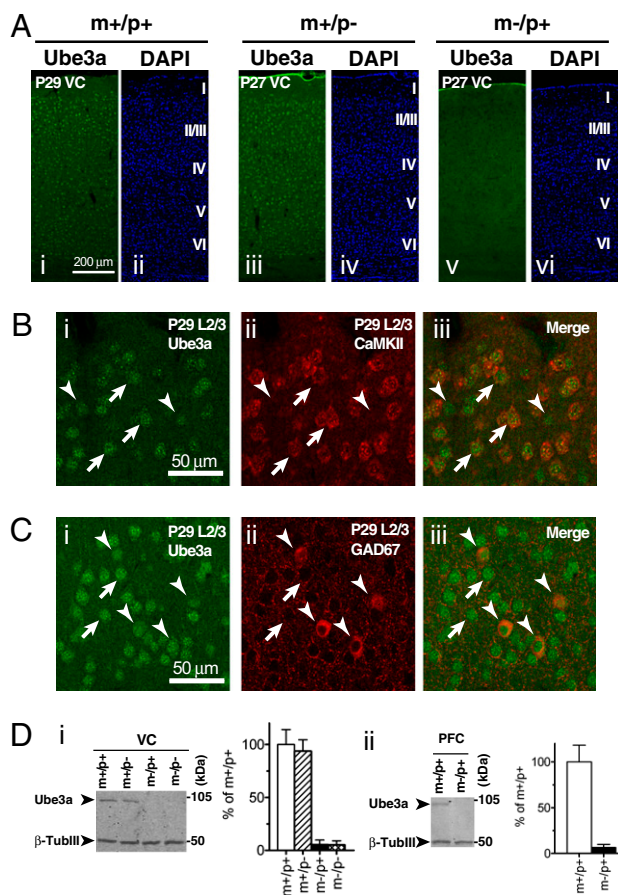 A
m+/p+ m+/p- m-/p+
Ube3a DAPI Ube3a DAPI Ube3a DAPI
P29 VC P27 VC P27 VC
I I I
II/III II/III II/III
IV IV IV
V V V
VI VI VI
200 μm
i ii iii iv v vi
B
i P29 L2/3 Ube3a
50 μm
ii P29 L2/3 CaMKII
iii Merge
C
i P29 L2/3 Ube3a
50 μm
ii P29 L2/3 GAD67
iii Merge
D
i
VC
m+/p+ m+/p- m-/p+ m-/p- (kDa)
Ube3a -105
β-TubIII -50
% of m+/p+
100
50
0
m+/p+ m+/p- m-/p+ m-/p-
ii
PFC
m+/p+ m-/p+ (kDa)
Ube3a -105
β-TubIII -50
% of m+/p+
100
50
0
m+/p+ m-/p+